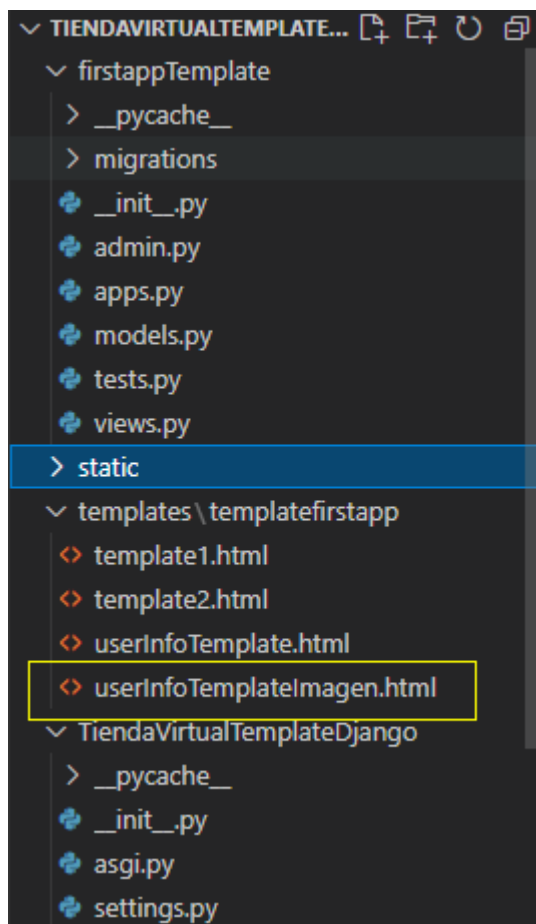 TIENDAVIRTUALTEMPLATE...
firstappTemplate
__pycache__
migrations
__init__.py
admin.py
apps.py
models.py
tests.py
views.py
static
templates\templatefirstapp
template1.html
template2.html
userInfoTemplate.html
userInfoTemplateImagen.html
TiendaVirtualTemplateDjango
__pycache__
__init__.py
asgi.py
settings.py